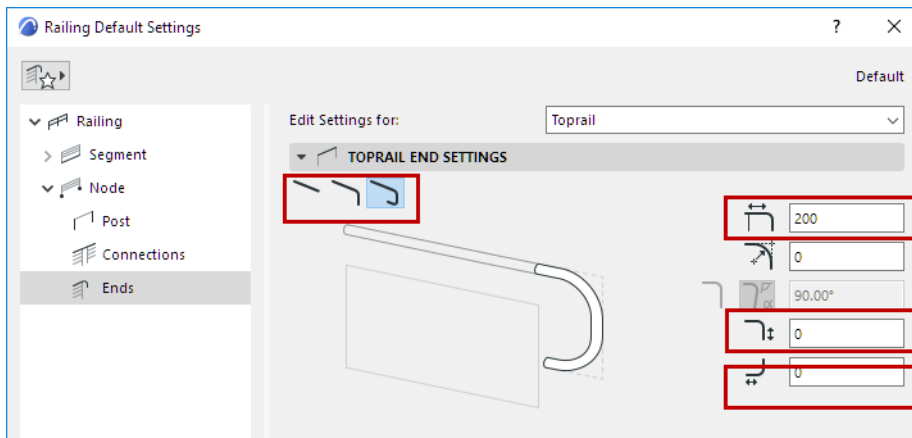 Railing Default Settings ?
Default
Railing
Segment
Node
Post
Connections
Ends
Edit Settings for: Toprail
TOPRAIL END SETTINGS
200
0
α 90.00°
0
0